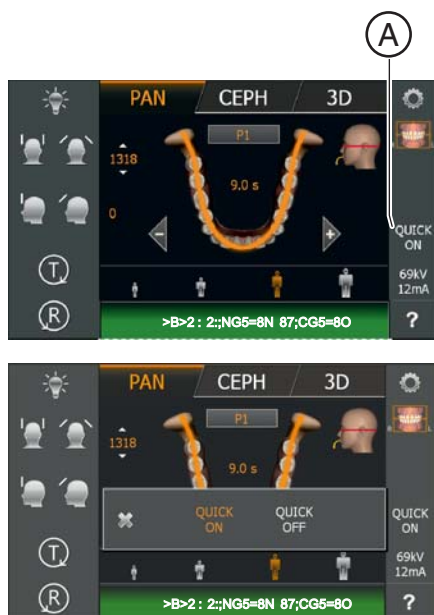 A
PAN CEPH 3D
P1
1318
9.0 s
0
QUICK
ON
T
69kV
12mA
R
>B>2 : 2:;NG5=8N 87;CG5=8O
?
PAN CEPH 3D
P1
1318
9.0 s
QUICK
ON
QUICK
OFF
QUICK
ON
T
69kV
12mA
R
>B>2 : 2:;NG5=8N 87;CG5=8O
?